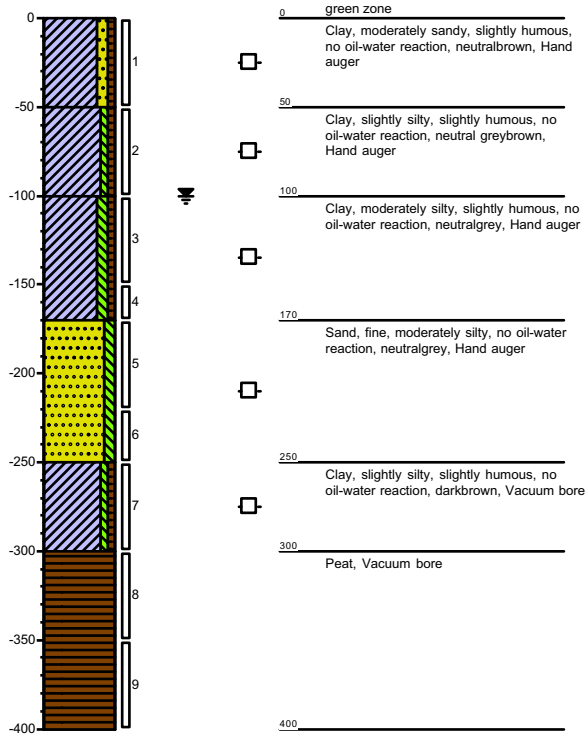 green zone
0
0
Clay, moderately sandy, slightly humous,
no oil-water reaction, neutralbrown, Hand
auger
1
-50
50
Clay, slightly silty, slightly humous, no
oil-water reaction, neutral greybrown,
Hand auger
2
-100
100
Clay, moderately silty, slightly humous, no
oil-water reaction, neutralgrey, Hand auger
3
-150
4
170
Sand, fine, moderately silty, no oil-water
reaction, neutralgrey, Hand auger
5
-200
6
-250
250
Clay, slightly silty, slightly humous, no
oil-water reaction, darkbrown, Vacuum bore
7
-300
300
Peat, Vacuum bore
8
-350
9
-400
400